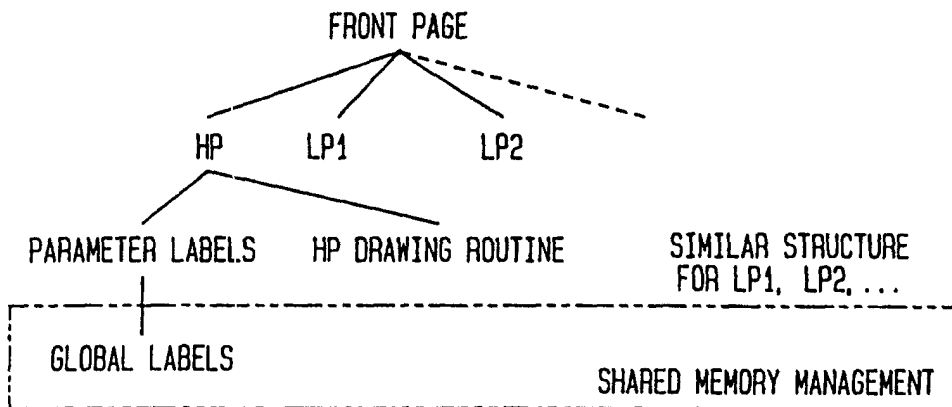 FRONT PAGE
HP
LP1
LP2
PARAMETER LABELS
HP DRAWING ROUTINE
SIMILAR STRUCTURE
FOR LP1, LP2, ...
GLOBAL LABELS
SHARED MEMORY MANAGEMENT